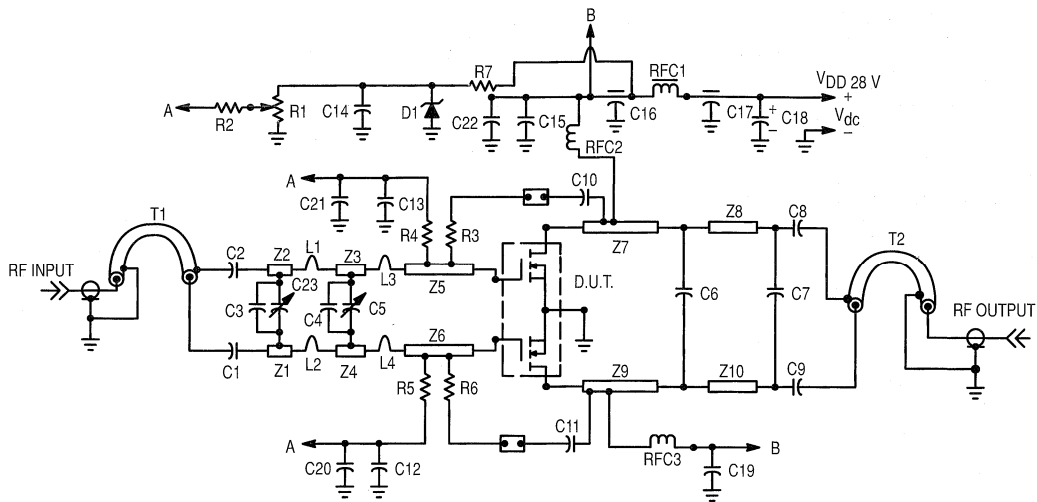 B
R7
RFC1
VDD 28 V
+
A
R2
R1
C14
D1
C22
C15
C16
C17
+
–
C18
Vdc
–
RFC2
A
C21
C13
R4
R3
C10
T1
C2
Z2
L1
Z3
L3
Z5
Z7
Z8
C8
T2
RF INPUT
C3
C23
C4
C5
D.U.T.
C6
C7
RF OUTPUT
C1
Z1
L2
Z4
L4
Z6
Z9
Z10
C9
R5
R6
C11
A
C20
C12
RFC3
B
C19